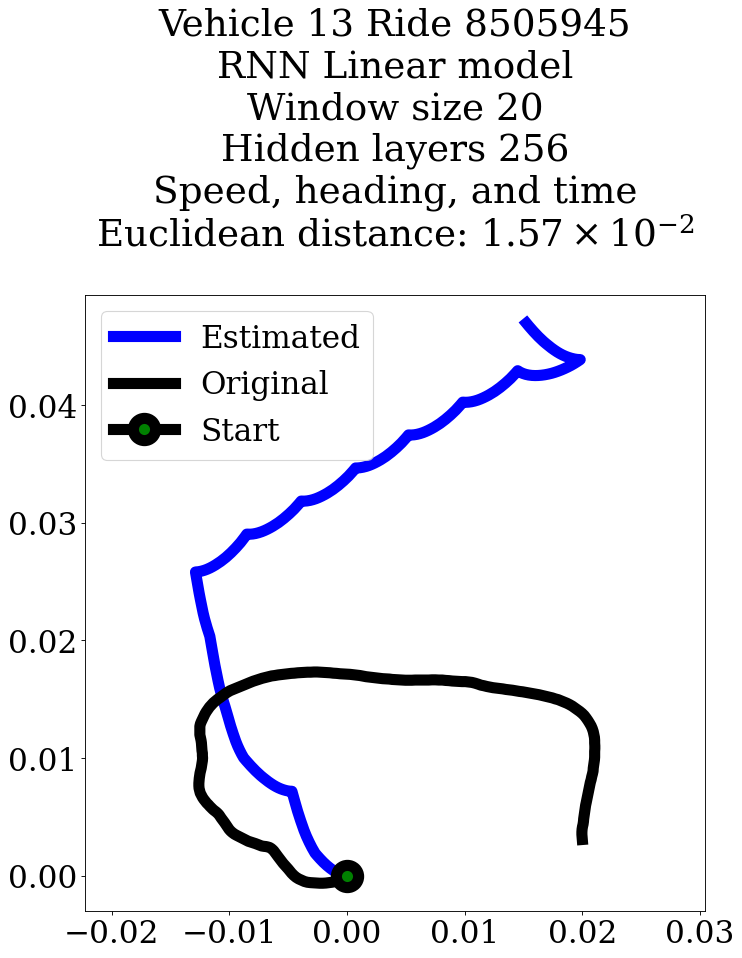 Vehicle 13 Ride 8505945
RNN Linear model
Window size 20
Hidden layers 256
Speed, heading, and time
Euclidean distance: 1.57 × 10⁻²
Estimated
Original
Start
0.04
0.03
0.02
0.01
0.00
−0.02 −0.01 0.00 0.01 0.02 0.03